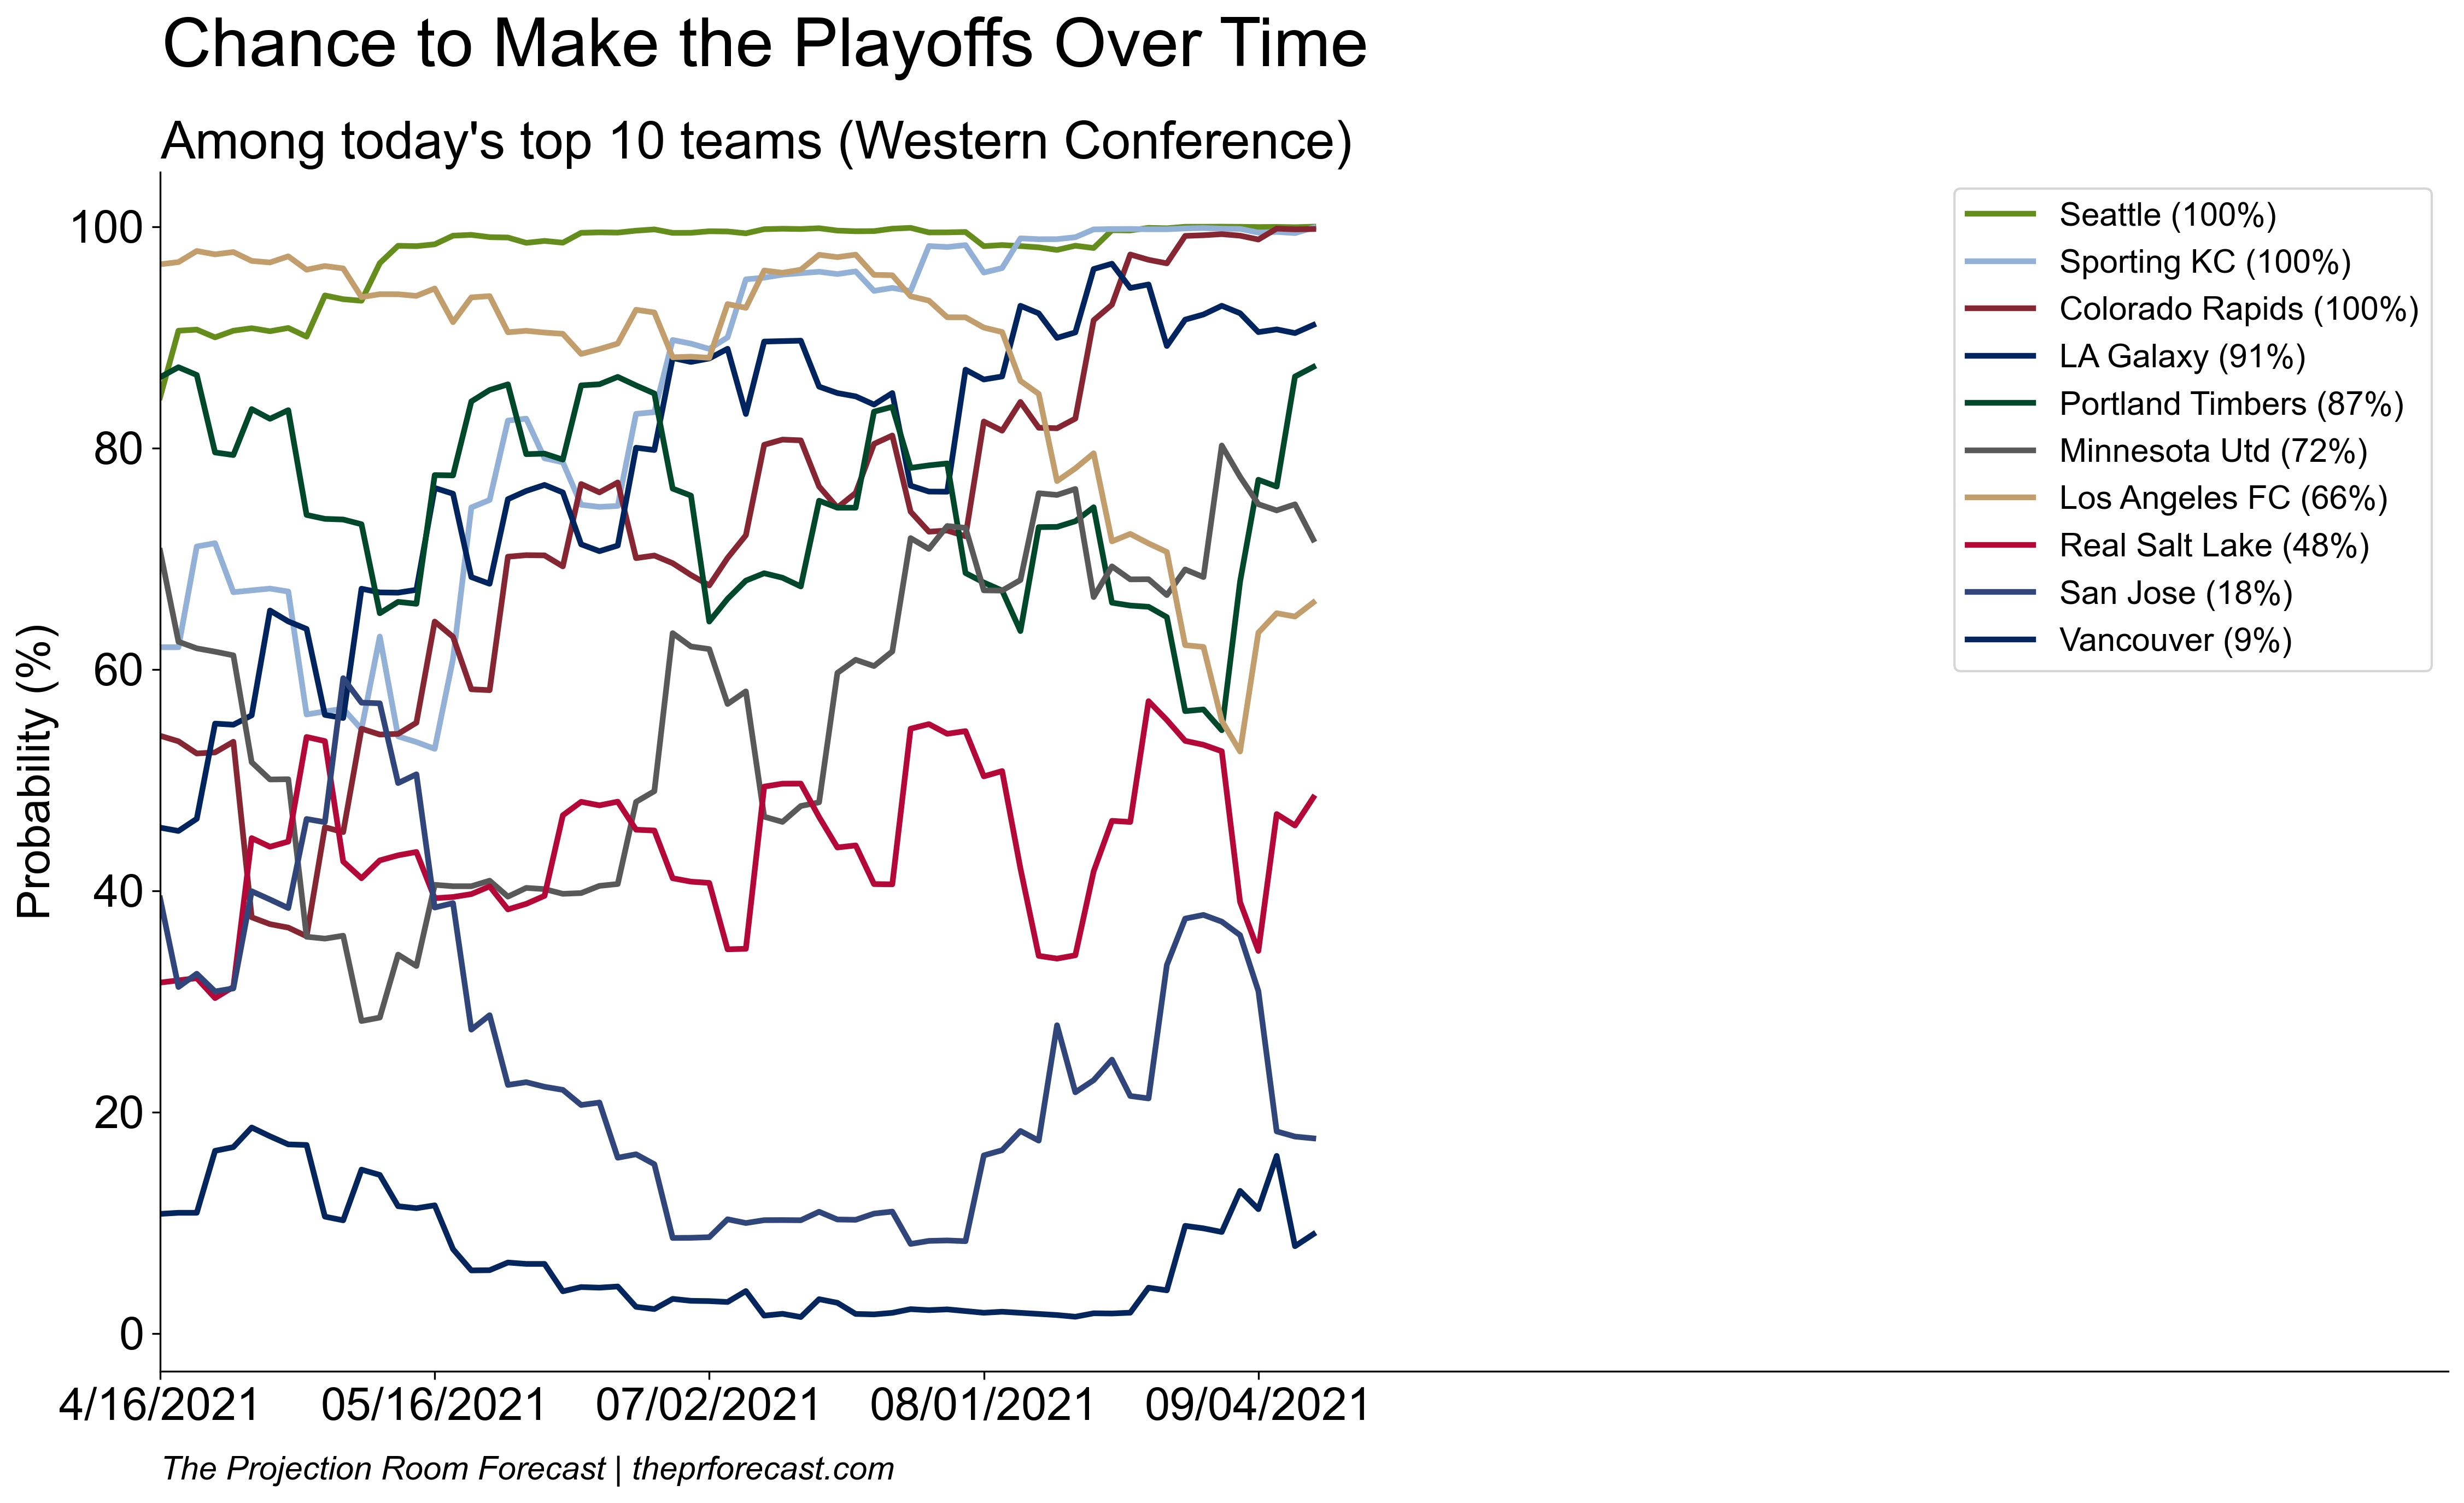 Chance to Make the Playoffs Over Time
Among today's top 10 teams (Western Conference)
Probability (%)
100
80
60
40
20
0
4/16/2021
05/16/2021
07/02/2021
08/01/2021
09/04/2021
Seattle (100%)
Sporting KC (100%)
Colorado Rapids (100%)
LA Galaxy (91%)
Portland Timbers (87%)
Minnesota Utd (72%)
Los Angeles FC (66%)
Real Salt Lake (48%)
San Jose (18%)
Vancouver (9%)
The Projection Room Forecast | theprforecast.com